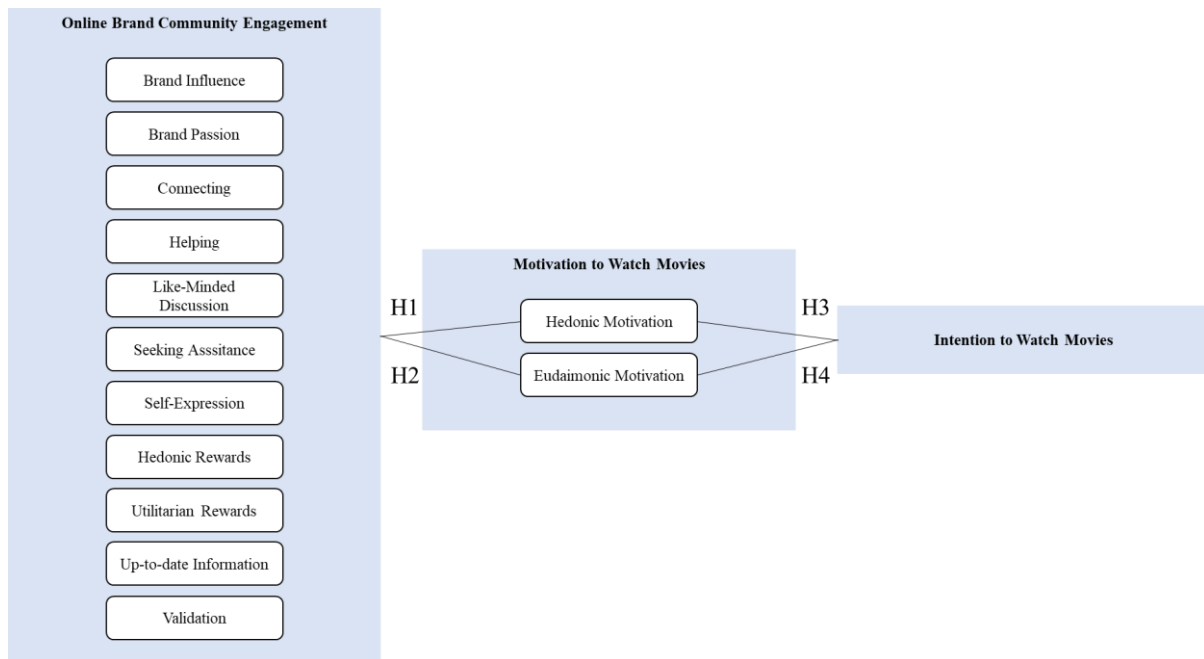 Online Brand Community Engagement
Brand Influence
Brand Passion
Connecting
Helping
Like-Minded
Discussion
Seeking Asssitance
Self-Expression
Hedonic Rewards
Utilitarian Rewards
Up-to-date Information
Validation
H1
H2
Motivation to Watch Movies
Hedonic Motivation
Eudaimonic Motivation
H3
H4
Intention to Watch Movies